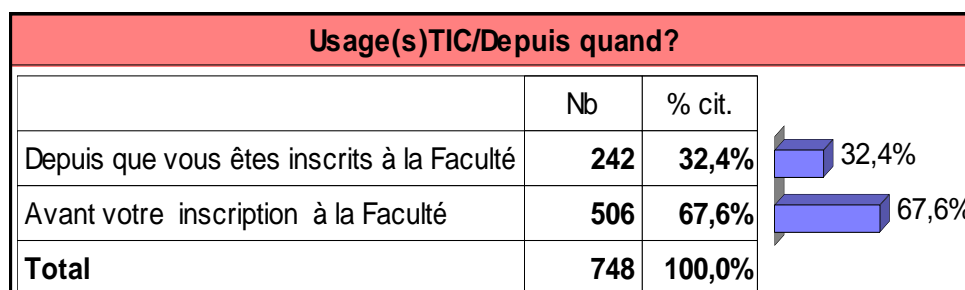 Usage(s)TIC/Depuis quand?
Nb % cit.
Depuis que vous êtes inscrits à la Faculté 242 32,4% 32,4%
Avant votre inscription à la Faculté 506 67,6% 67,6%
Total 748 100,0%